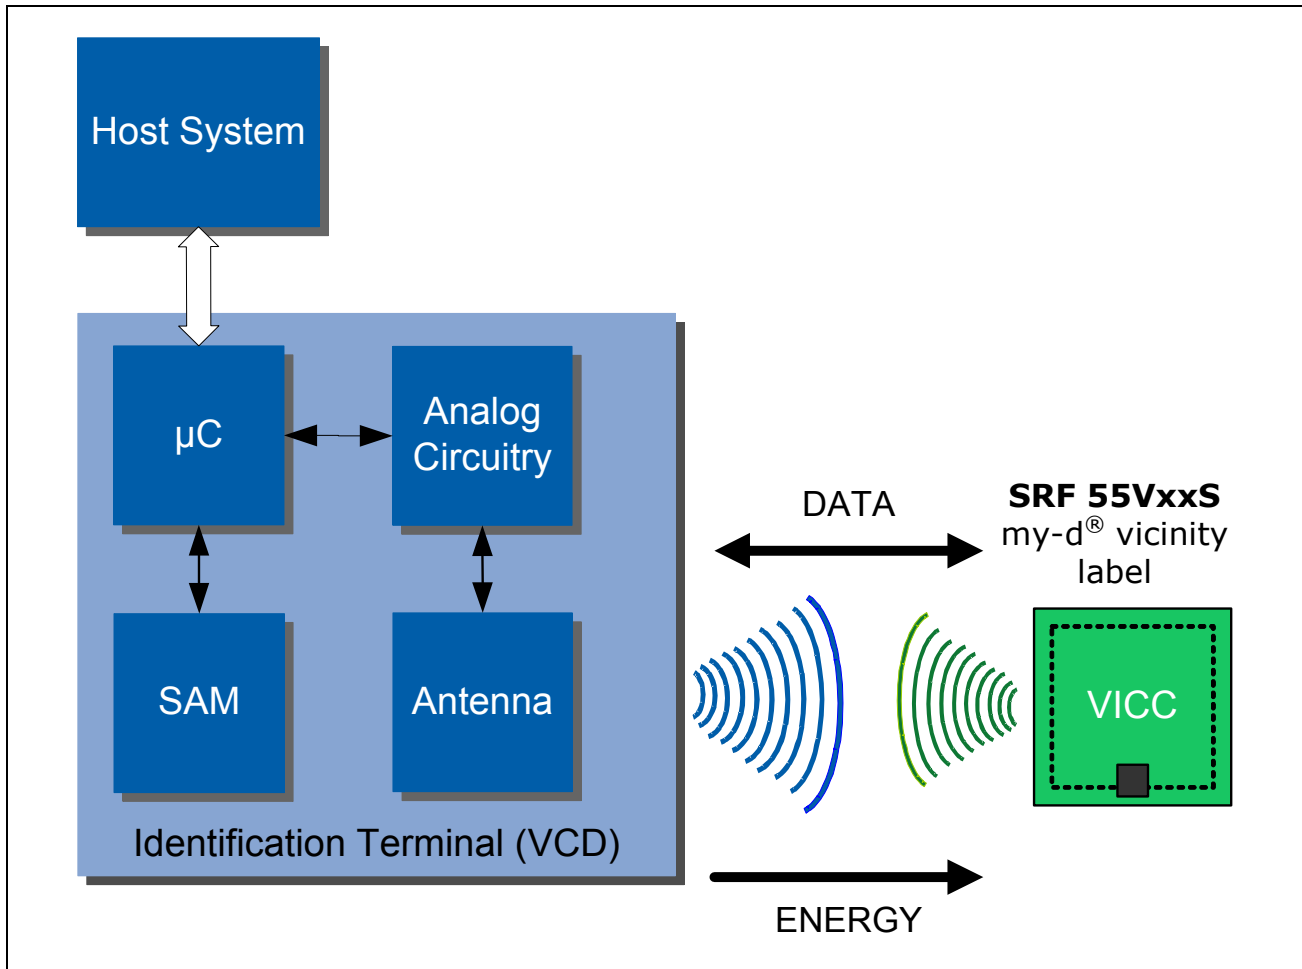 Host System
µC
Analog
Circuitry
SAM
Antenna
Identification Terminal (VCD)
DATA
ENERGY
SRF 55VxxS
my-d® vicinity
label
VICC